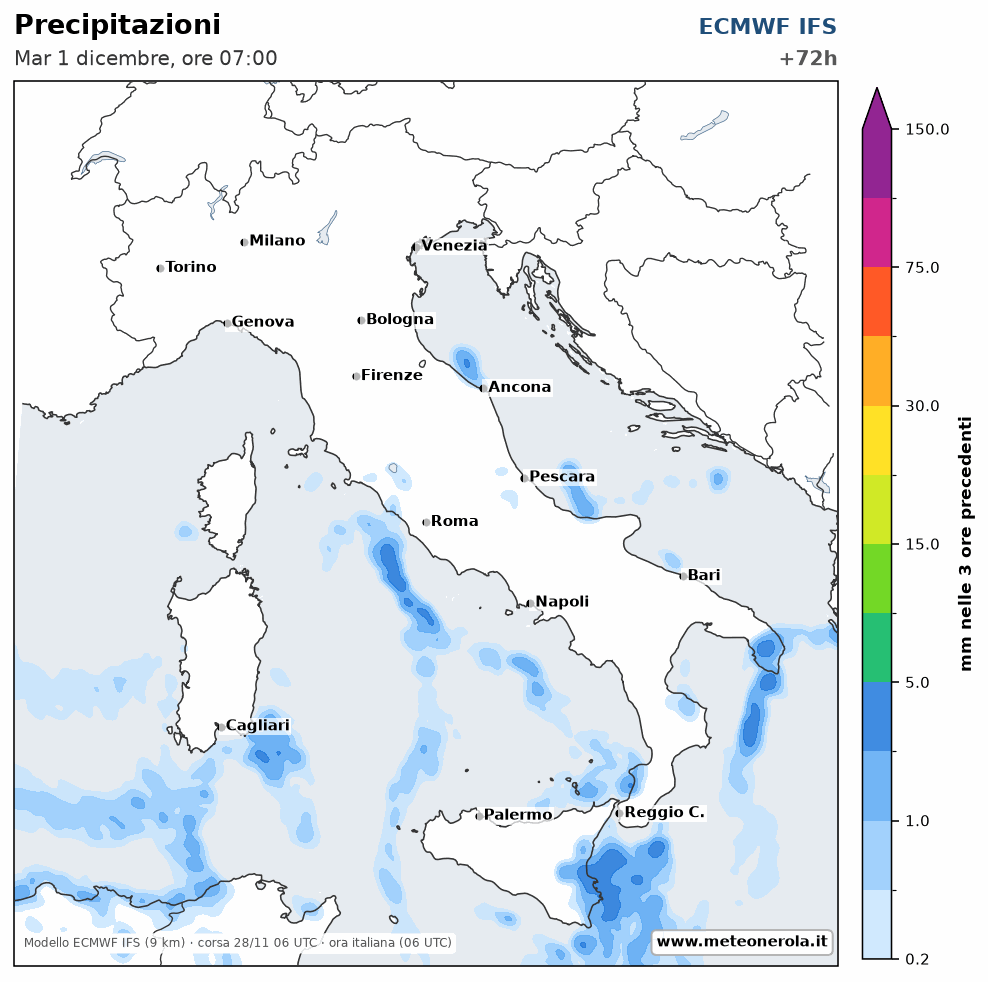 Precipitazioni
ECMWF IFS
Mar 1 dicembre, ore 07:00
+72h
150.0
75.0
30.0
15.0
5.0
1.0
0.2
mm nelle 3 ore precedenti
Milano
Venezia
Torino
Genova
Bologna
Firenze
Ancona
Pescara
Roma
Bari
Napoli
Cagliari
Palermo
Reggio C.
Modello ECMWF IFS (9 km) · corsa 28/11 06 UTC · ora italiana (06 UTC)
www.meteonerola.it